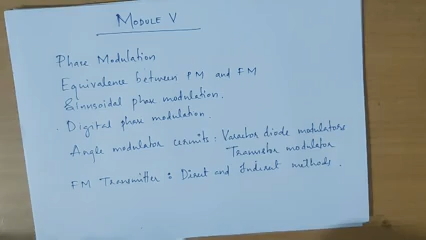 MODULE V
Phase Modulation
Equivalence between PM and FM
Sinusoidal phase modulation.
Digital phase modulation.
Angle modulator cermits: Varactor diode modulators
Transistor modulator
FM Transmitter : Direct and Indirect methods.